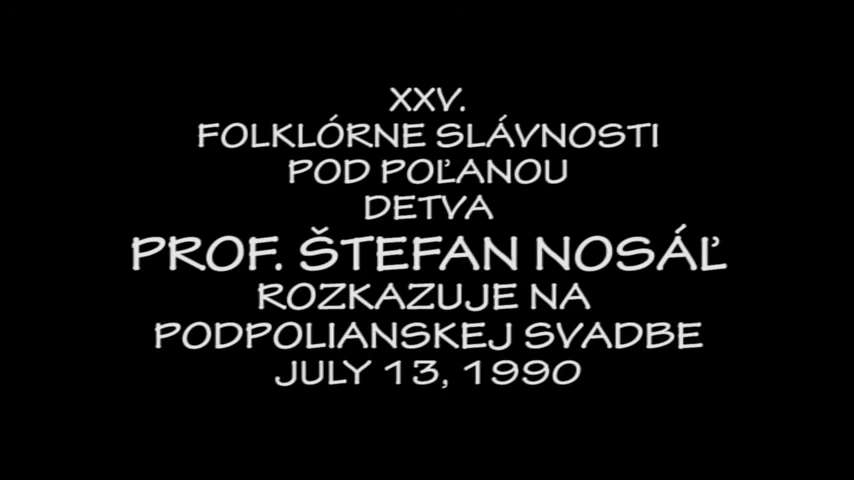 XXV.
FOLKLÓRNE SLÁVNOSTI
POD POĽANOU
DETVA
PROF. ŠTEFAN NOSÁĽ
ROZKAZUJE NA
PODPOLIANSKEJ SVADBE
JULY 13, 1990